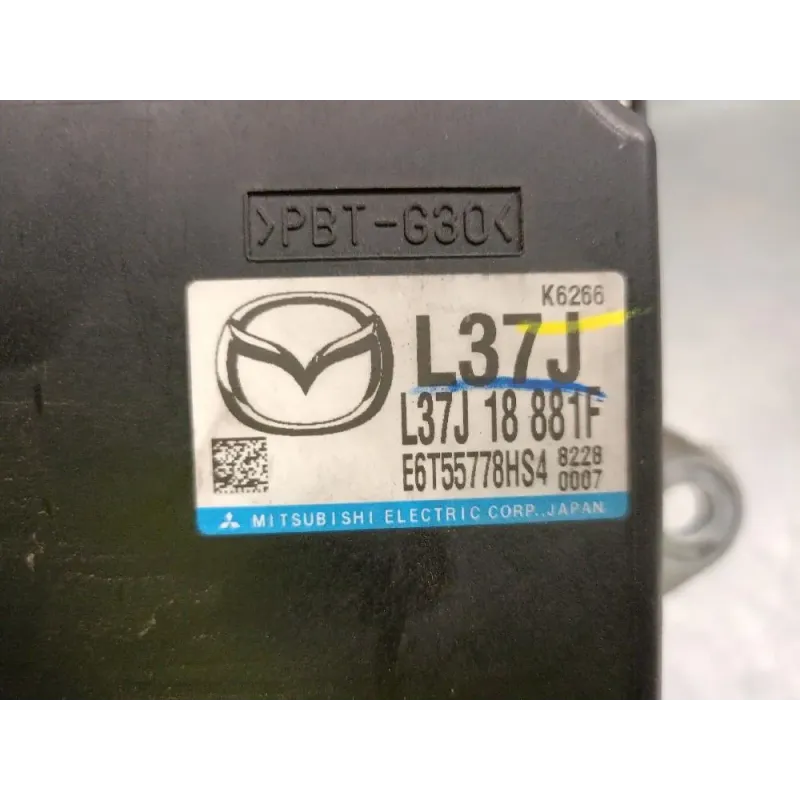 >PBT-G30<
K6266
L37J
L37J 18 881F
E6T55778HS4 8228
0007
MITSUBISHI ELECTRIC CORP., JAPAN